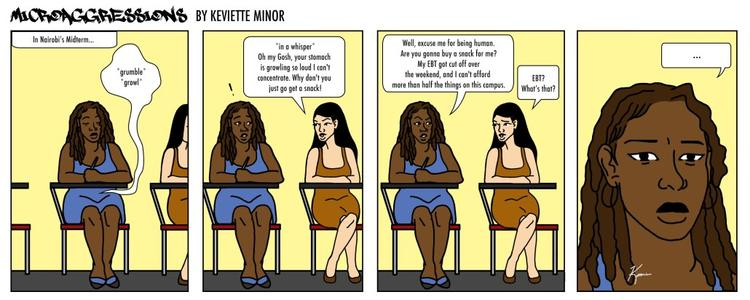 MICROAGGRESSIONS BY KEVIETTE MINOR
In Nairobi's Midterm...
*grumble*
*growl*
!
*in a whisper*
Oh my Gosh, your stomach
is growling so loud I can't
concentrate. Why don't you
just go get a snack!
Well, excuse me for being human.
Are you gonna buy a snack for me?
My EBT got cut off over
the weekend, and I can't afford
more than half the things on this campus.
EBT?
What's that?
...